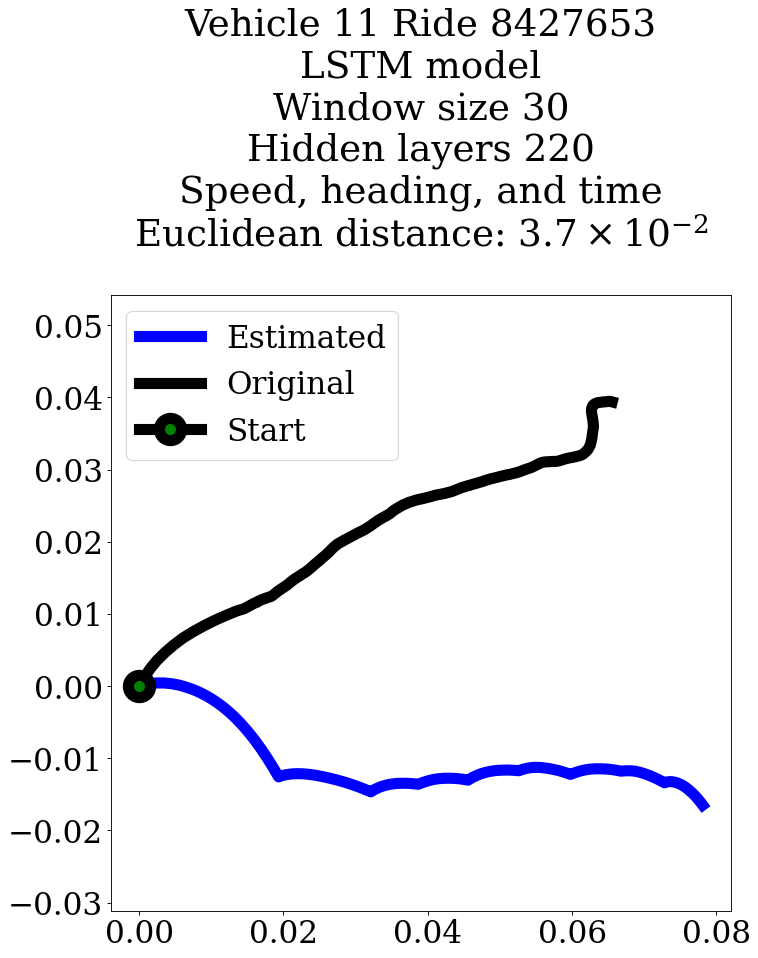 Vehicle 11 Ride 8427653
LSTM model
Window size 30
Hidden layers 220
Speed, heading, and time
Euclidean distance: 3.7 × 10⁻²
Estimated
Original
Start
0.05
0.04
0.03
0.02
0.01
0.00
−0.01
−0.02
−0.03
0.00 0.02 0.04 0.06 0.08